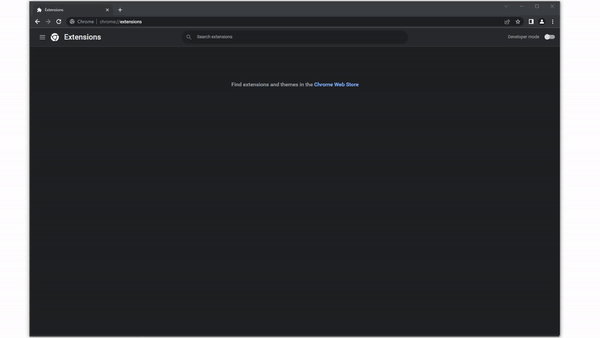 Extensions
Chrome | chrome://extensions
Extensions
Search extensions
Developer mode
Find extensions and themes in the Chrome Web Store